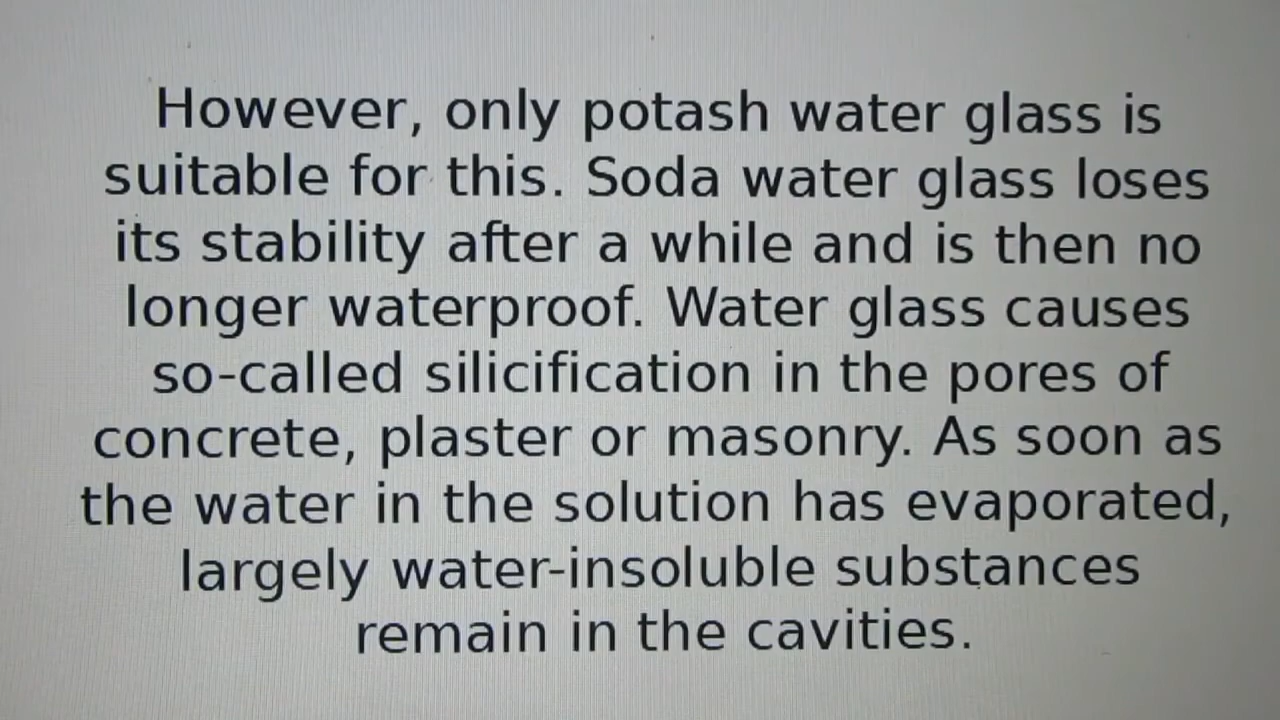 However, only potash water glass is
suitable for this. Soda water glass loses
its stability after a while and is then no
longer waterproof. Water glass causes
so-called silicification in the pores of
concrete, plaster or masonry. As soon as
the water in the solution has evaporated,
largely water-insoluble substances
remain in the cavities.